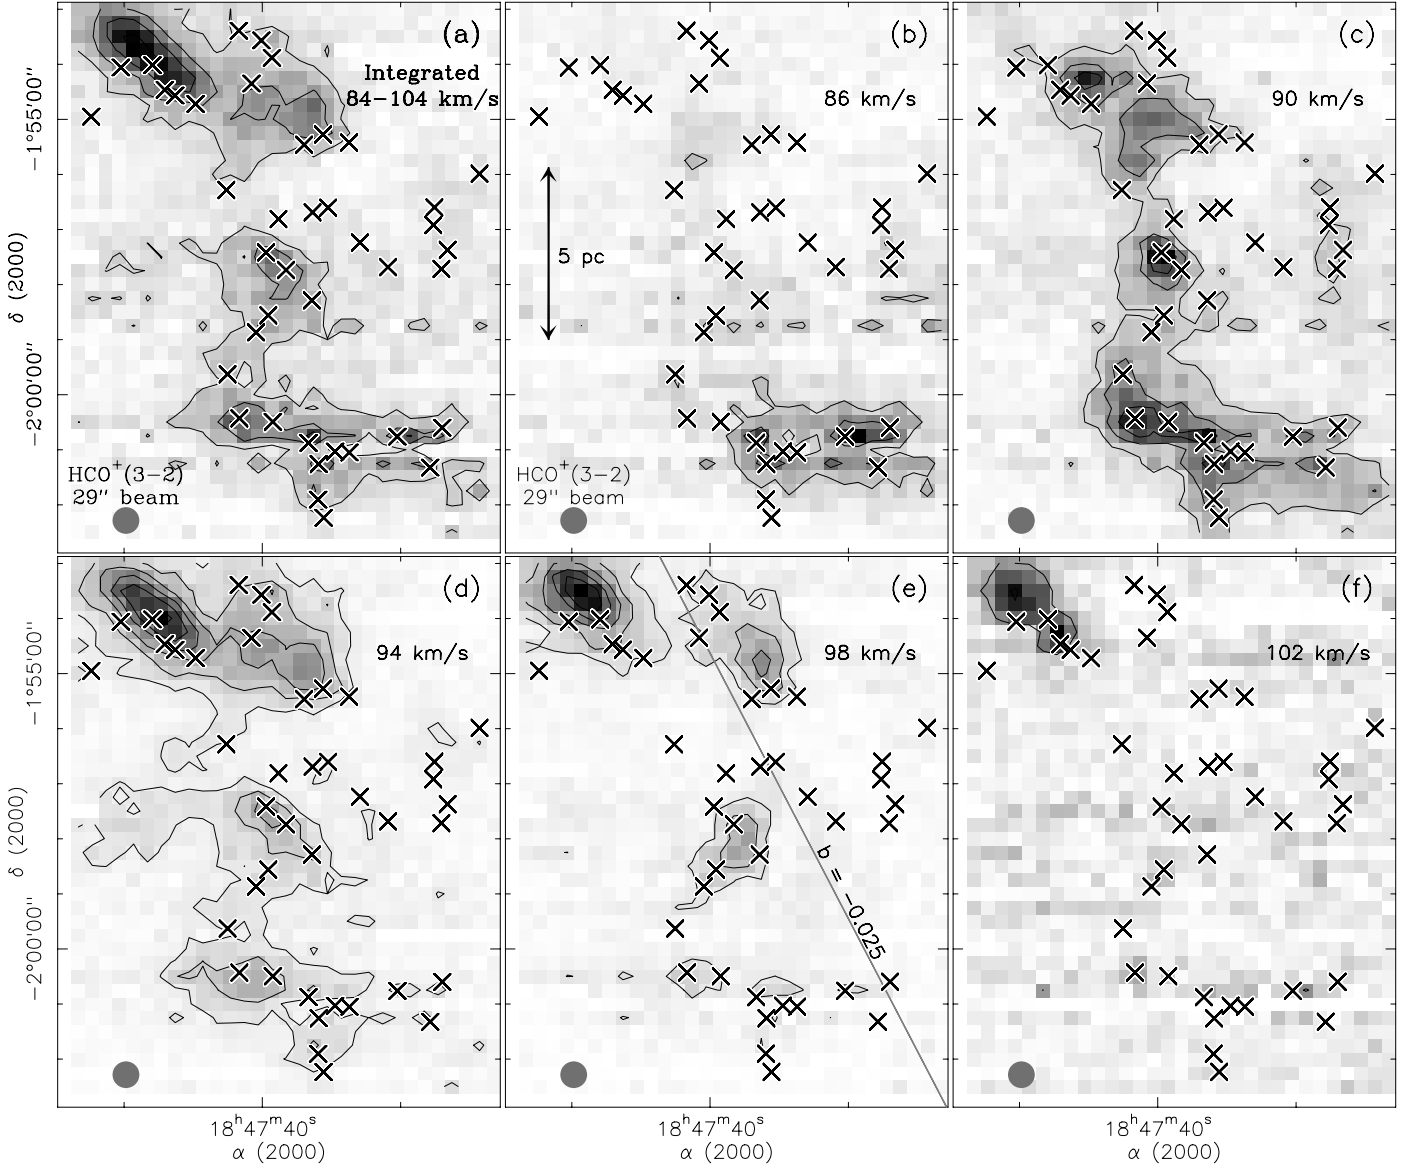 (a)
Integrated
84−104 km/s
HCO⁺(3−2)
29" beam
(b)
86 km/s
5 pc
HCO⁺(3−2)
29" beam
(c)
90 km/s
−1°55'00"
δ (2000)
−2°00'00"
(d)
94 km/s
(e)
98 km/s
b = −0.025
(f)
102 km/s
−1°55'00"
δ (2000)
−2°00'00"
18ʰ47ᵐ40ˢ
α (2000)
18ʰ47ᵐ40ˢ
α (2000)
18ʰ47ᵐ40ˢ
α (2000)